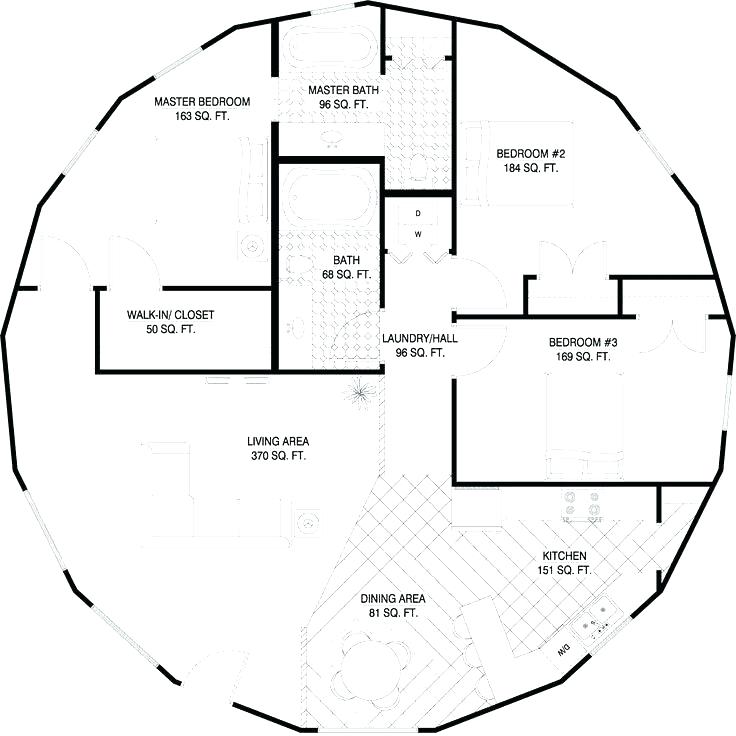 MASTER BATH
96 SQ. FT.
MASTER BEDROOM
163 SQ. FT.
BEDROOM #2
184 SQ. FT.
D
W
BATH
68 SQ. FT.
WALK-IN/ CLOSET
50 SQ. FT.
LAUNDRY/HALL
96 SQ. FT.
BEDROOM #3
169 SQ. FT.
LIVING AREA
370 SQ. FT.
KITCHEN
151 SQ. FT.
DINING AREA
81 SQ. FT.
D/W